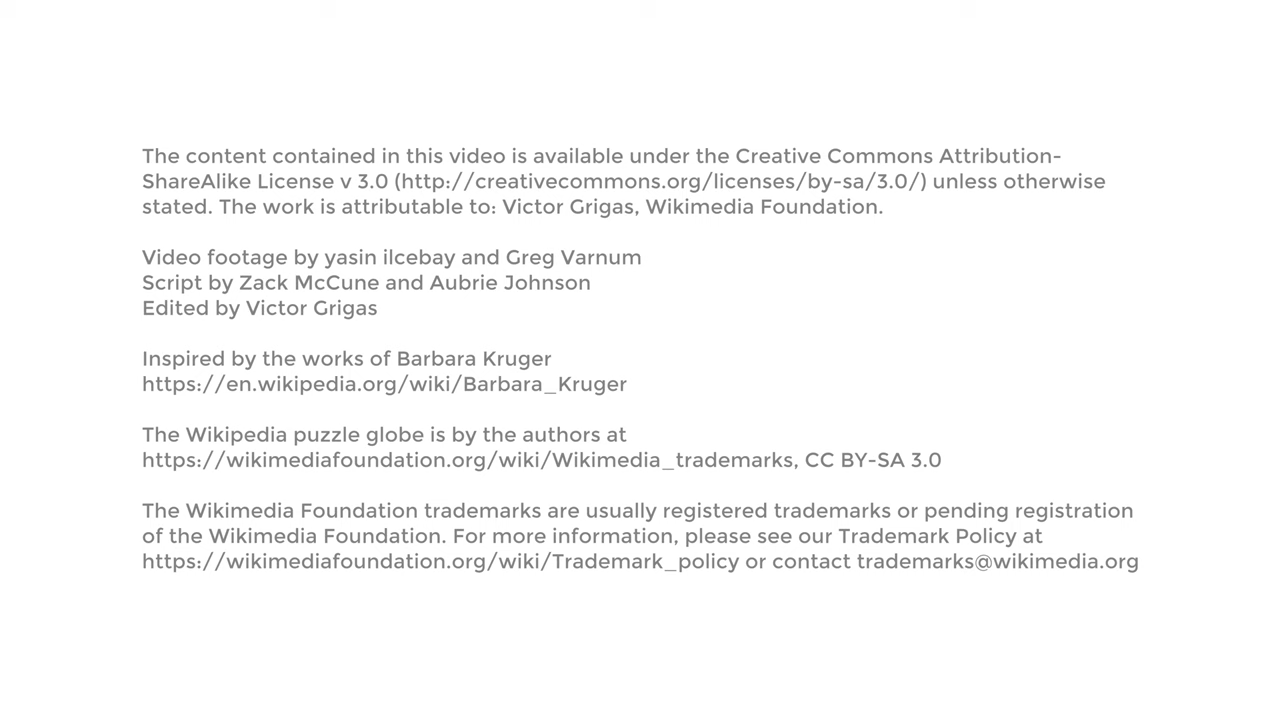 The content contained in this video is available under the Creative Commons Attribution-
ShareAlike License v 3.0 (http://creativecommons.org/licenses/by-sa/3.0/) unless otherwise
stated. The work is attributable to: Victor Grigas, Wikimedia Foundation.
Video footage by yasin ilcebay and Greg Varnum
Script by Zack McCune and Aubrie Johnson
Edited by Victor Grigas
Inspired by the works of Barbara Kruger
https://en.wikipedia.org/wiki/Barbara_Kruger
The Wikipedia puzzle globe is by the authors at
https://wikimediafoundation.org/wiki/Wikimedia_trademarks, CC BY-SA 3.0
The Wikimedia Foundation trademarks are usually registered trademarks or pending registration
of the Wikimedia Foundation. For more information, please see our Trademark Policy at
https://wikimediafoundation.org/wiki/Trademark_policy or contact trademarks@wikimedia.org